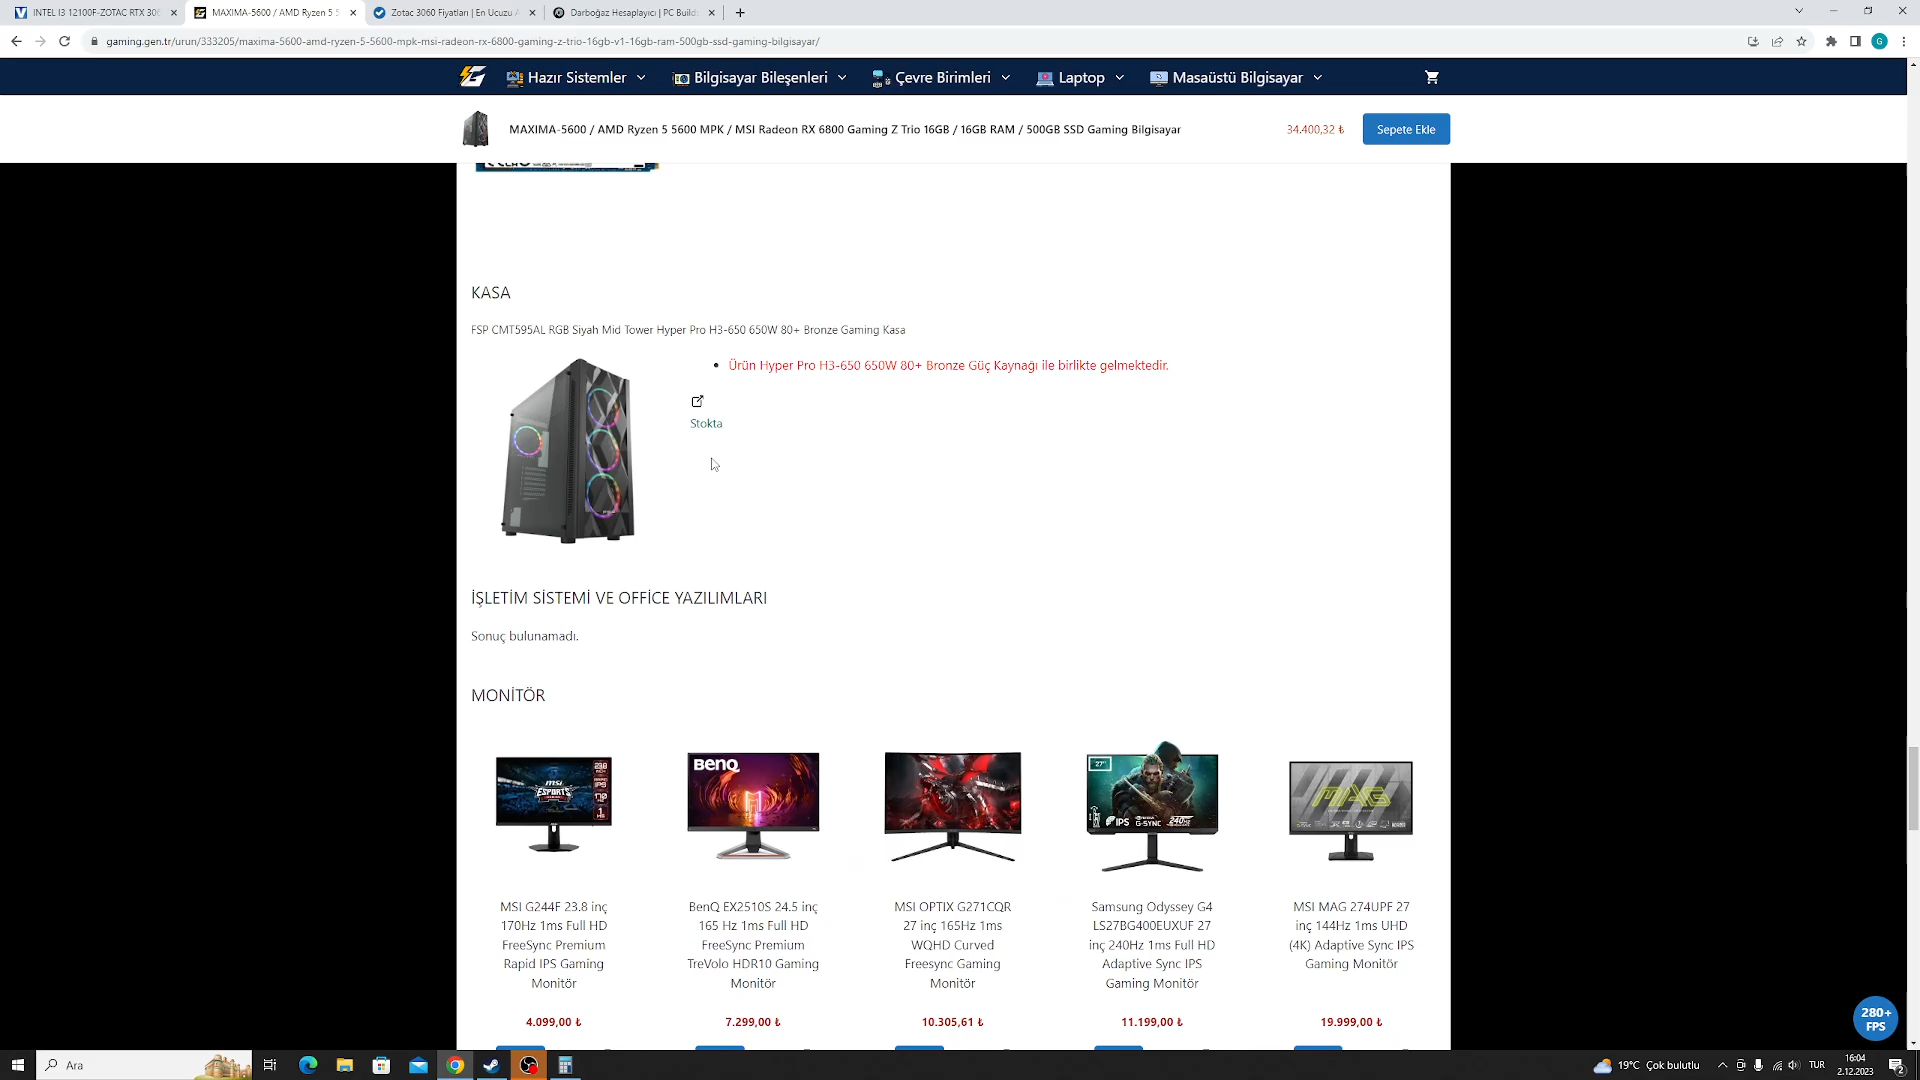 INTEL I3 12100F-ZOTAC RTX 306
MAXIMA-5600 / AMD Ryzen 5 5
Zotac 3060 Fiyatları | En Ucuzu A
Darboğaz Hesaplayıcı | PC Build
gaming.gen.tr/urun/333205/maxima-5600-amd-ryzen-5-5600-mpk-msi-radeon-rx-6800-gaming-z-trio-16gb-v1-16gb-ram-500gb-ssd-gaming-bilgisayar/
G
Hazır Sistemler
Bilgisayar Bileşenleri
Çevre Birimleri
Laptop
Masaüstü Bilgisayar
MAXIMA-5600 / AMD Ryzen 5 5600 MPK / MSI Radeon RX 6800 Gaming Z Trio 16GB / 16GB RAM / 500GB SSD Gaming Bilgisayar
34.400,32 ₺
Sepete Ekle
KASA
FSP CMT595AL RGB Siyah Mid Tower Hyper Pro H3-650 650W 80+ Bronze Gaming Kasa
• Ürün Hyper Pro H3-650 650W 80+ Bronze Güç Kaynağı ile birlikte gelmektedir.
Stokta
İŞLETİM SİSTEMİ VE OFFİCE YAZILIMLARI
Sonuç bulunamadı.
MONİTÖR
msi
ESPORTS
BenQ
27"
IPS
G-SYNC
240Hz
MAG
MSI G244F 23.8 inç
170Hz 1ms Full HD
FreeSync Premium
Rapid IPS Gaming
Monitör
4.099,00 ₺
BenQ EX2510S 24.5 inç
165 Hz 1ms Full HD
FreeSync Premium
TreVolo HDR10 Gaming
Monitör
7.299,00 ₺
MSI OPTIX G271CQR
27 inç 165Hz 1ms
WQHD Curved
Freesync Gaming
Monitör
10.305,61 ₺
Samsung Odyssey G4
LS27BG400EUXUF 27
inç 240Hz 1ms Full HD
Adaptive Sync IPS
Gaming Monitör
11.199,00 ₺
MSI MAG 274UPF 27
inç 144Hz 1ms UHD
(4K) Adaptive Sync IPS
Gaming Monitör
19.999,00 ₺
280+
FPS
Ara
19°C Çok bulutlu
TUR
16:04
2.12.2023
2